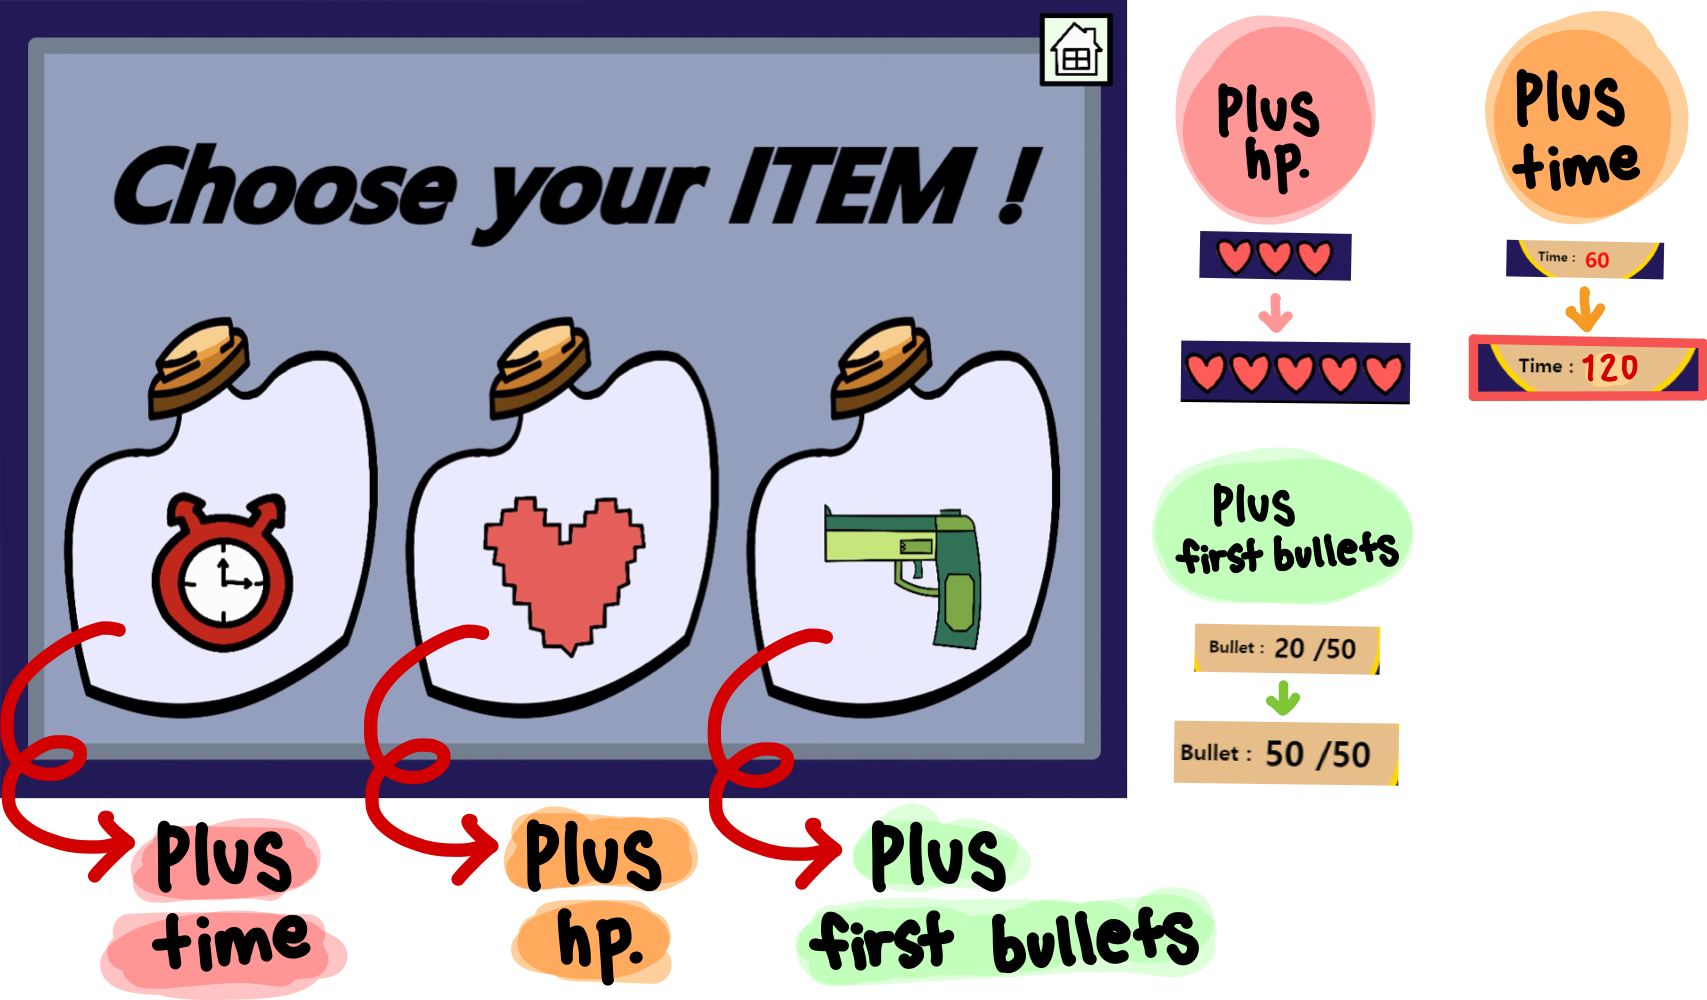 Choose your ITEM !
plus
time
plus
hp.
plus
first bullets
plus
hp.
plus
time
Time : 60
Time : 120
plus
first bullets
Bullet : 20 /50
Bullet : 50 /50